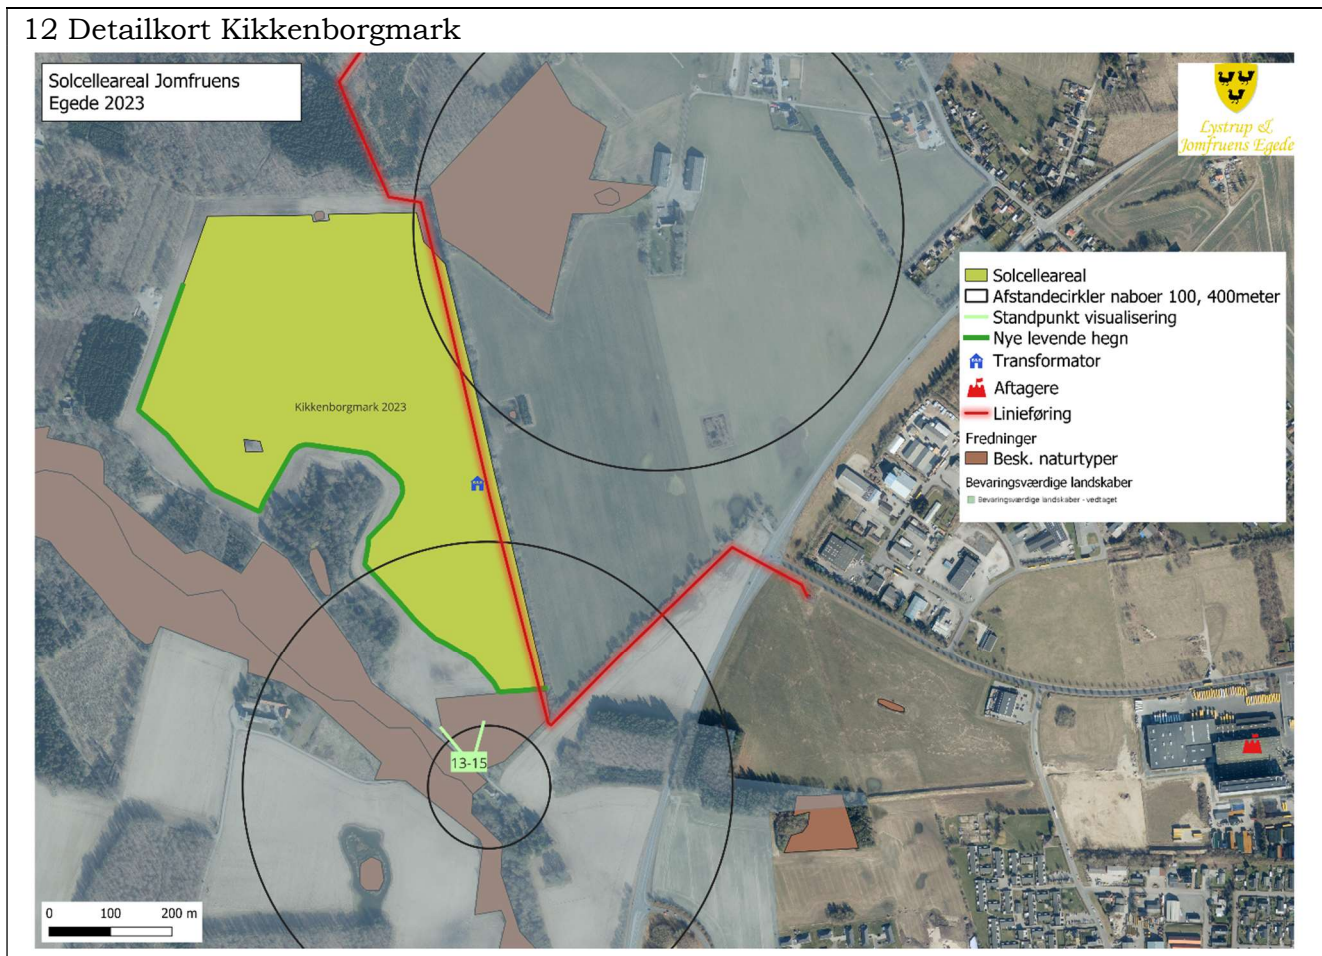 12 Detailkort Kikkenborgmark
Solcelleareal Jomfruens
Egede 2023
Lystrup &
Jomfruens Egede
Solcelleareal
Afstandecirkler naboer 100, 400meter
Standpunkt visualisering
Nye levende hegn
Transformator
Aftagere
Linieføring
Fredninger
Besk. naturtyper
Bevaringsværdige landskaber
Bevaringsværdige landskaber - vedtaget
Kikkenborgmark 2023
13-15
0 100 200 m